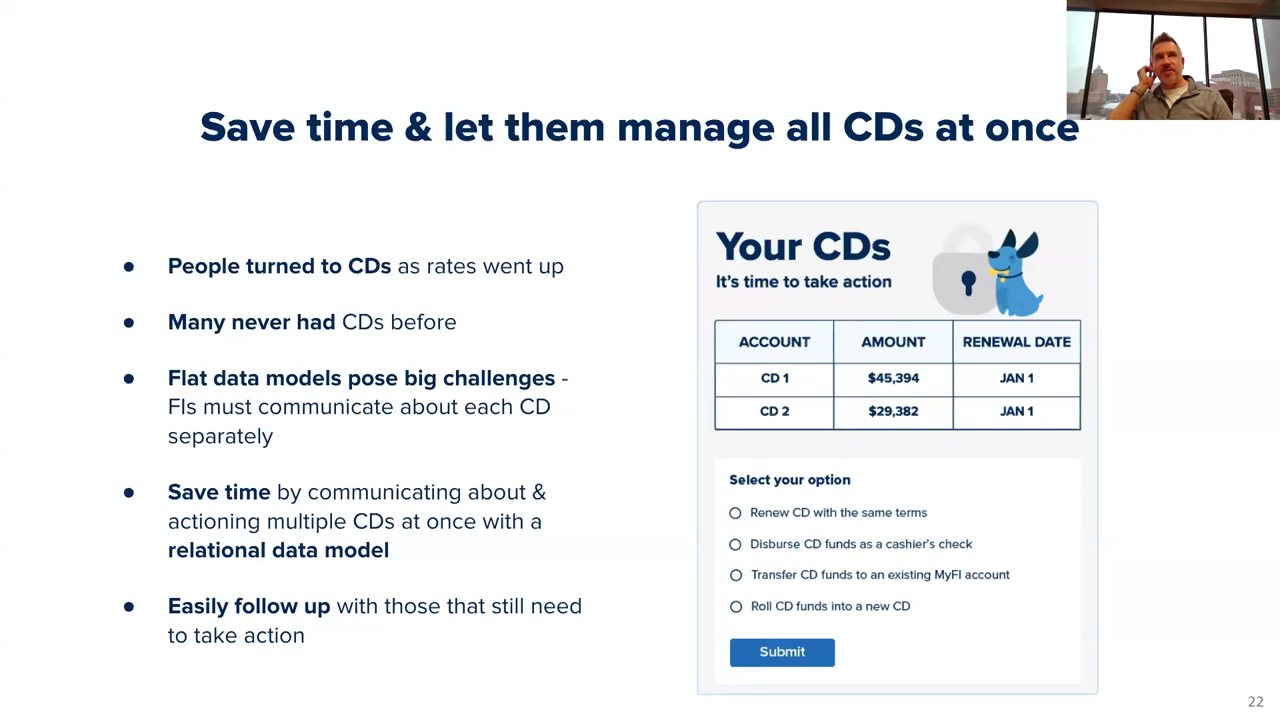 Save time & let them manage all CDs at once
● People turned to CDs as rates went up
● Many never had CDs before
● Flat data models pose big challenges -
FIs must communicate about each CD
separately
● Save time by communicating about &
actioning multiple CDs at once with a
relational data model
● Easily follow up with those that still need
to take action
Your CDs
It's time to take action
ACCOUNT AMOUNT RENEWAL DATE
CD 1 $45,394 JAN 1
CD 2 $29,382 JAN 1
Select your option
Renew CD with the same terms
Disburse CD funds as a cashier's check
Transfer CD funds to an existing MyFI account
Roll CD funds into a new CD
Submit
22